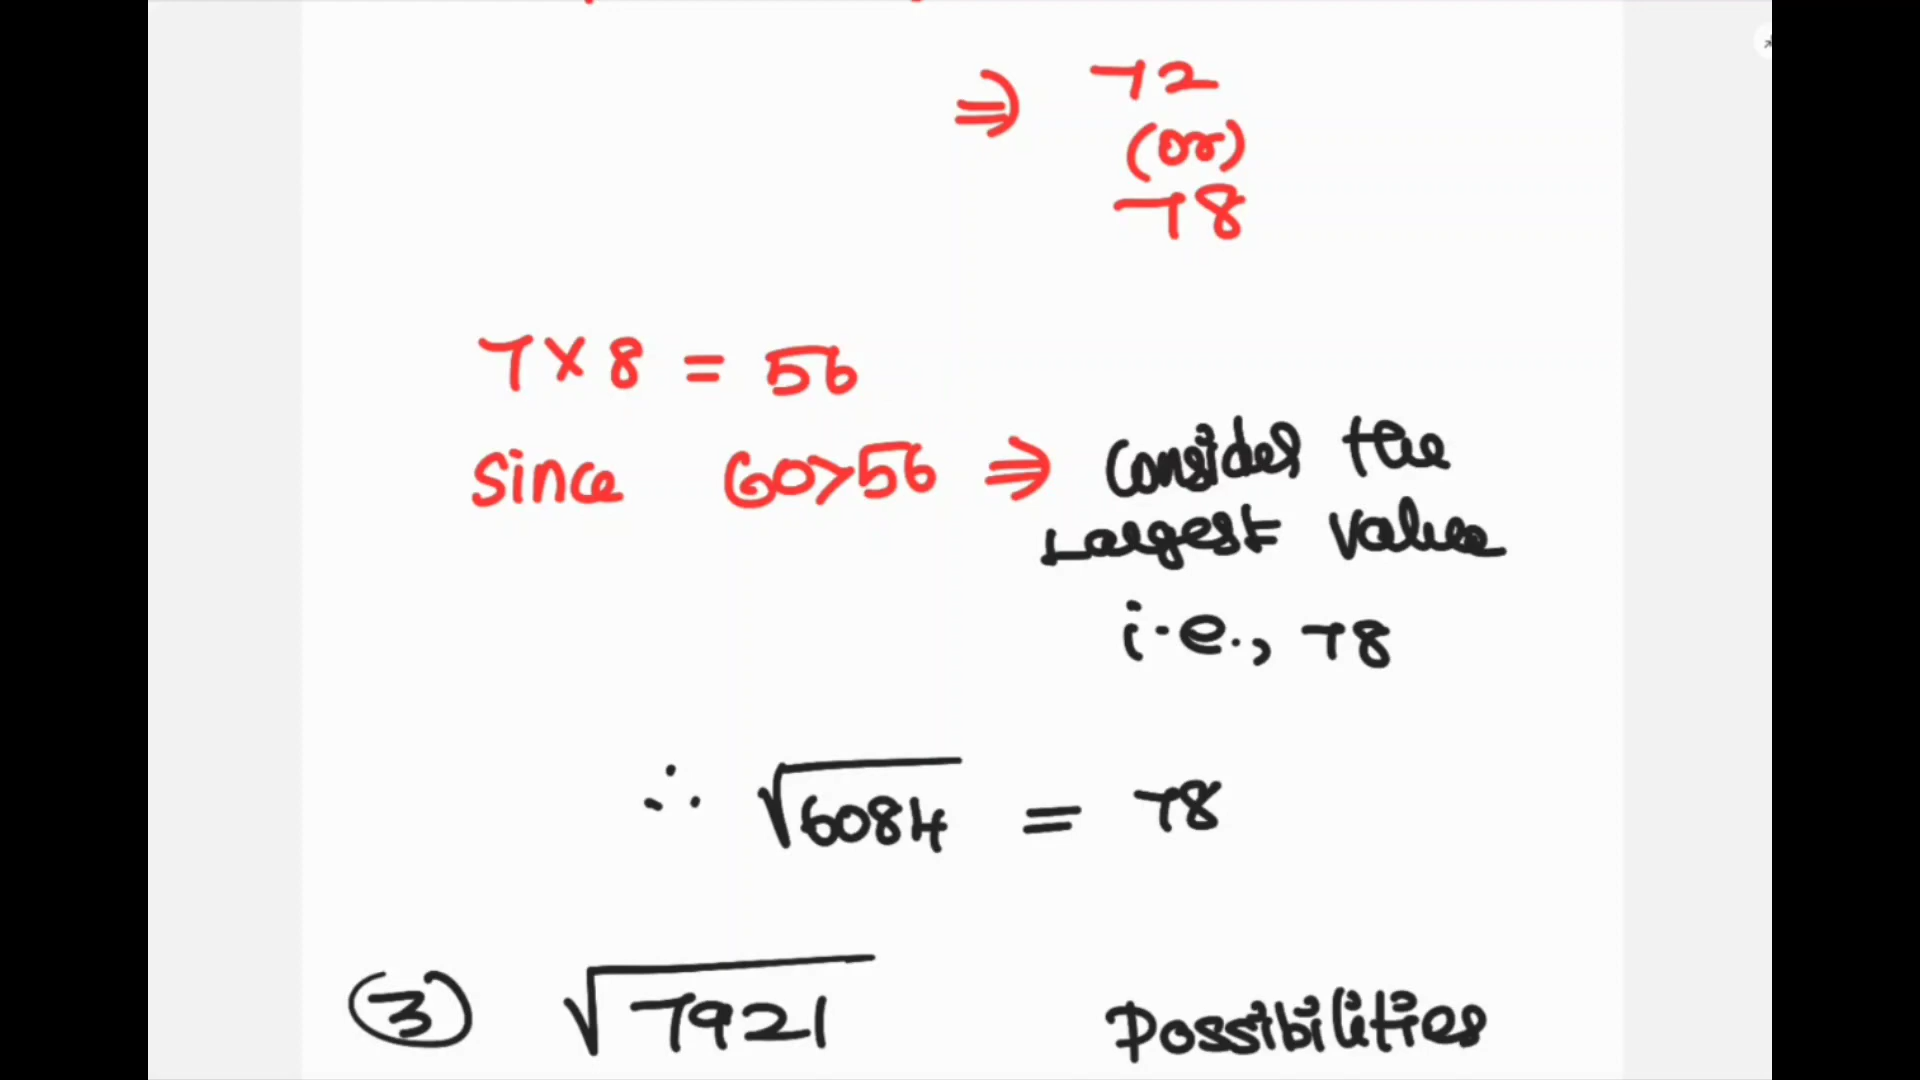 ⇒ 72
(or)
78
7 × 8 = 56
Since 60>56 ⇒ Consider the
Largest value
i.e., 78
∴ √6084 = 78
③ √7921 Possibilities